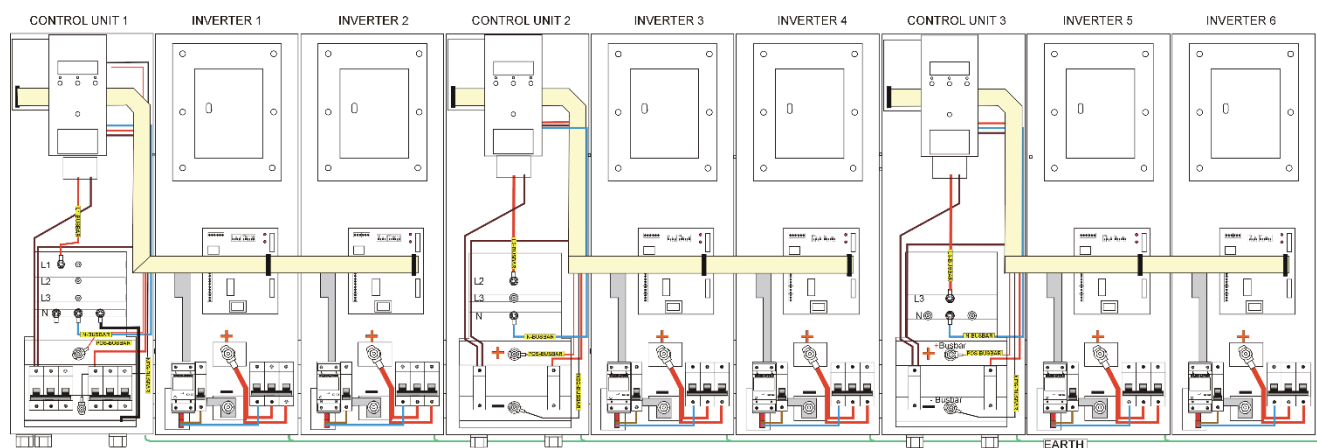 CONTROL UNIT 1
INVERTER 1
INVERTER 2
CONTROL UNIT 2
INVERTER 3
INVERTER 4
CONTROL UNIT 3
INVERTER 5
INVERTER 6
L1
L2
L3
N
N-BUSBAR
POS-BUSBAR
+
+
L2
L3
N
N-BUSBAR
+
POS-BUSBAR
+
+
L3
N
N-BUSBAR
+Busbar
+
POS-BUSBAR
- Busbar
+
+
EARTH